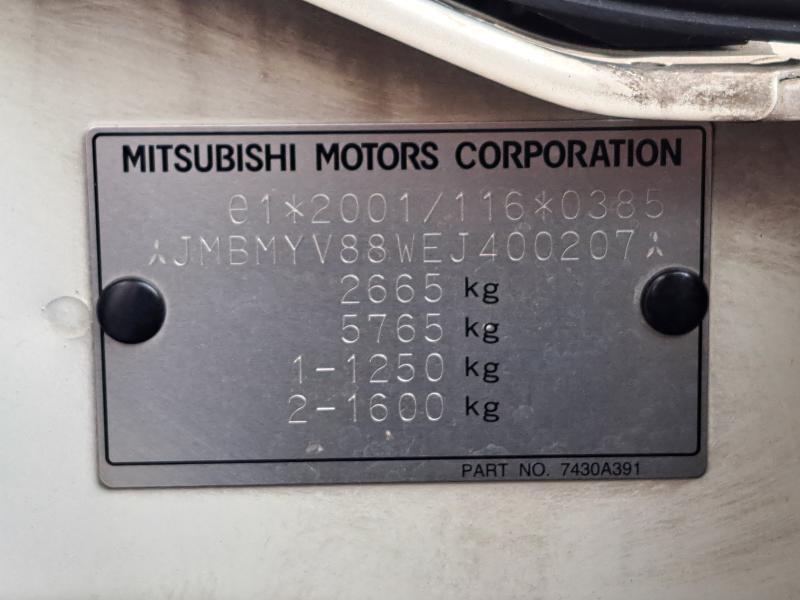 MITSUBISHI MOTORS CORPORATION
e1*2001/116*0385
JMBMYV88WEJ400207
2665 kg
5765 kg
1-1250 kg
2-1600 kg
PART NO. 7430A391